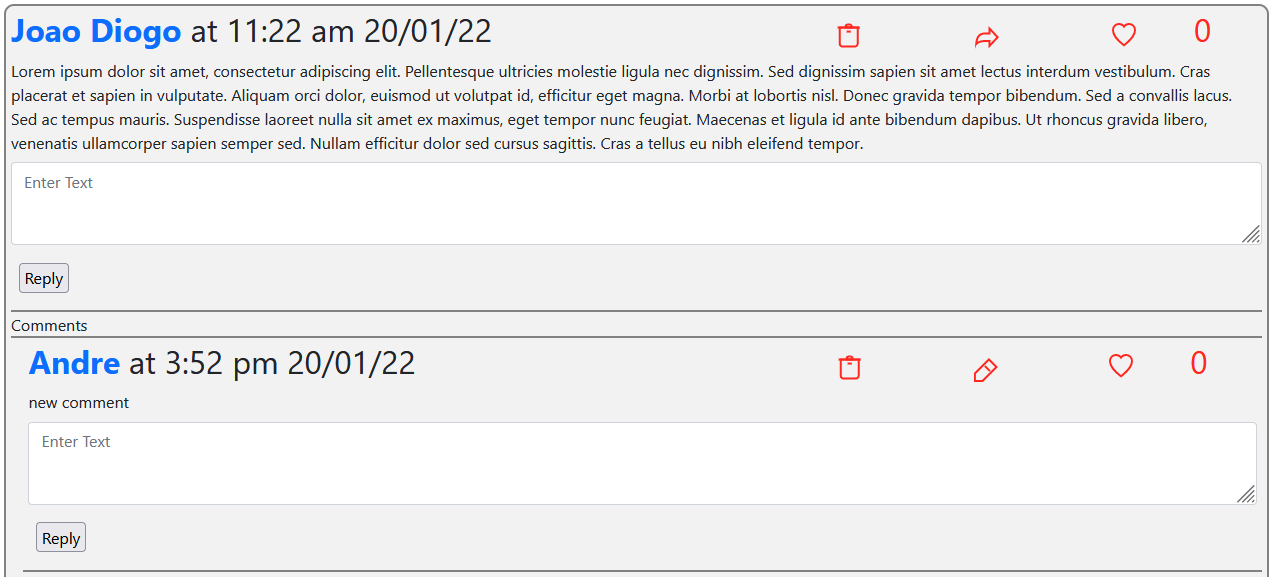 Joao Diogo at 11:22 am 20/01/22 0
Lorem ipsum dolor sit amet, consectetur adipiscing elit. Pellentesque ultricies molestie ligula nec dignissim. Sed dignissim sapien sit amet lectus interdum vestibulum. Cras
placerat et sapien in vulputate. Aliquam orci dolor, euismod ut volutpat id, efficitur eget magna. Morbi at lobortis nisl. Donec gravida tempor bibendum. Sed a convallis lacus.
Sed ac tempus mauris. Suspendisse laoreet nulla sit amet ex maximus, eget tempor nunc feugiat. Maecenas et ligula id ante bibendum dapibus. Ut rhoncus gravida libero,
venenatis ullamcorper sapien semper sed. Nullam efficitur dolor sed cursus sagittis. Cras a tellus eu nibh eleifend tempor.
Enter Text
Reply
Comments
Andre at 3:52 pm 20/01/22 0
new comment
Enter Text
Reply